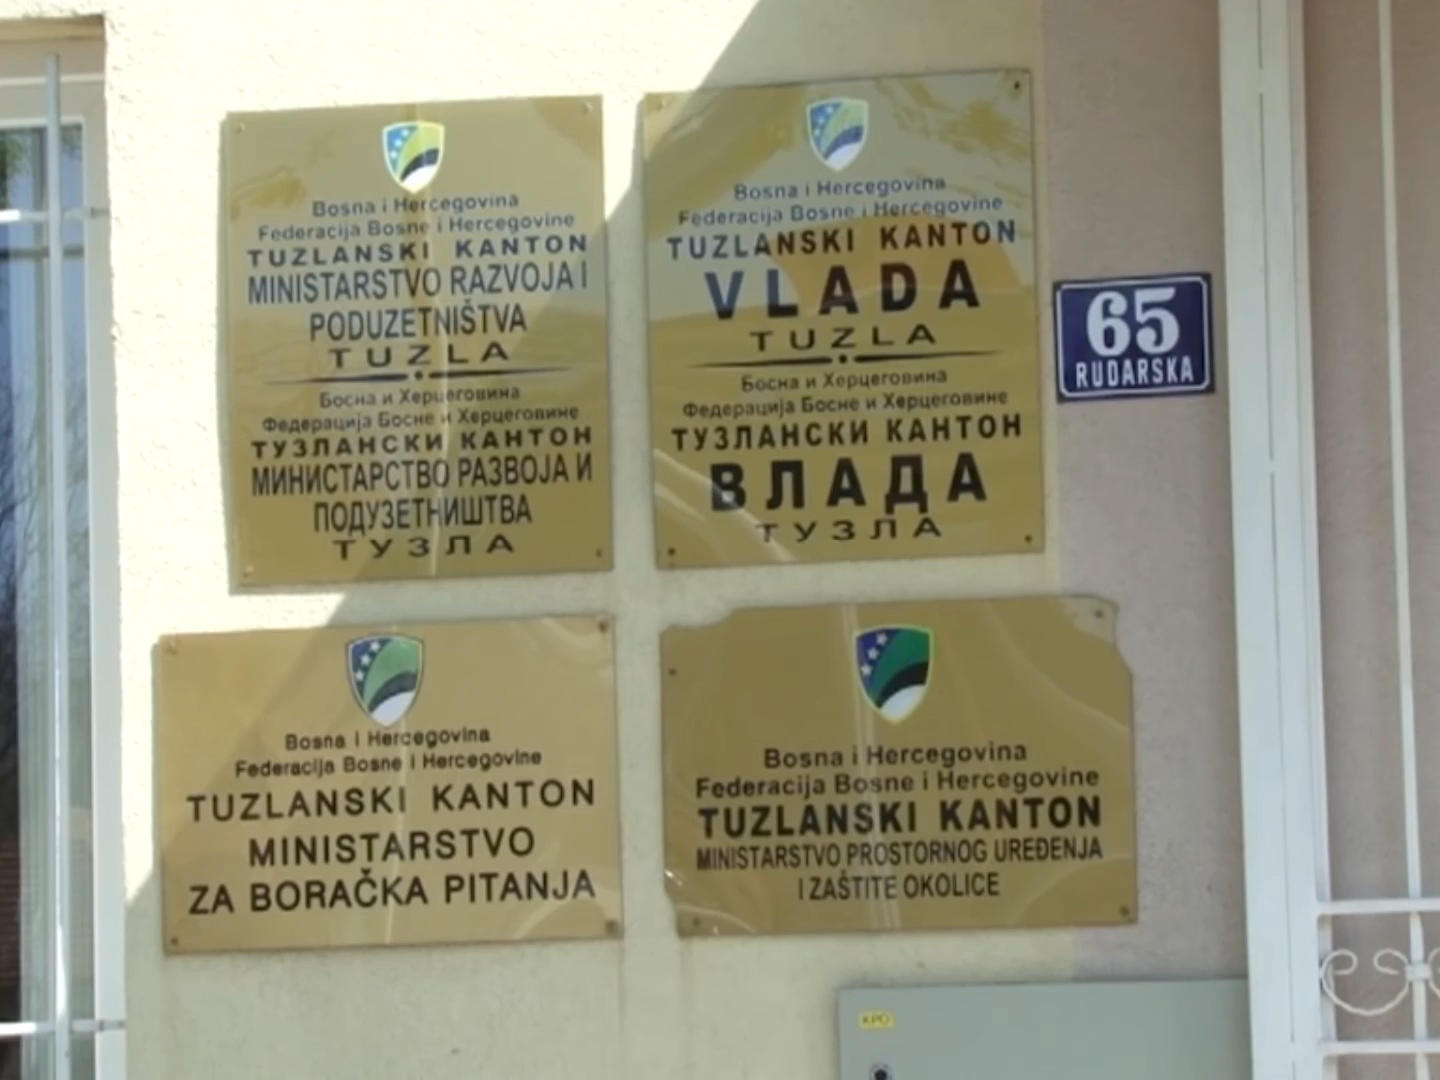 Bosna i Hercegovina
Federacija Bosne i Hercegovine
TUZLANSKI KANTON
MINISTARSTVO RAZVOJA I
PODUZETNIŠTVA
TUZLA
Босна и Херцеговина
Федерација Босне и Херцеговине
ТУЗЛАНСКИ КАНТОН
МИНИСТАРСТВО РАЗВОЈА И
ПОДУЗЕТНИШТВА
ТУЗЛА
Bosna i Hercegovina
Federacija Bosne i Hercegovine
TUZLANSKI KANTON
VLADA
TUZLA
Босна и Херцеговина
Федерација Босне и Херцеговине
ТУЗЛАНСКИ КАНТОН
ВЛАДА
ТУЗЛА
65
RUDARSKA
Bosna i Hercegovina
Federacija Bosne i Hercegovine
TUZLANSKI KANTON
MINISTARSTVO
ZA BORAČKA PITANJA
Bosna i Hercegovina
Federacija Bosne i Hercegovine
TUZLANSKI KANTON
MINISTARSTVO PROSTORNOG UREĐENJA
I ZAŠTITE OKOLICE
KPO